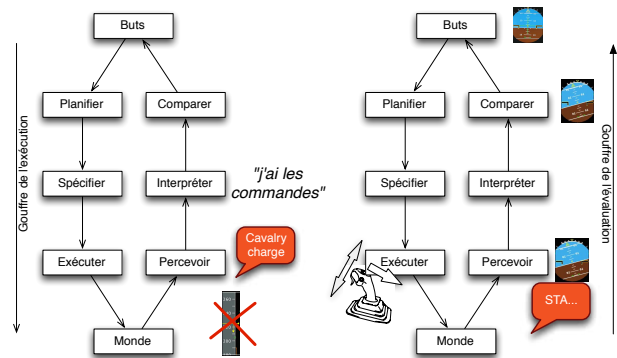 Buts
Planifier
Comparer
Spécifier
Interpréter
Exécuter
Percevoir
Monde
Gouffre de l'exécution
Cavalry
charge
"j'ai les
commandes"
Buts
Planifier
Comparer
Spécifier
Interpréter
Exécuter
Percevoir
Monde
STA...
Gouffre de l'évaluation